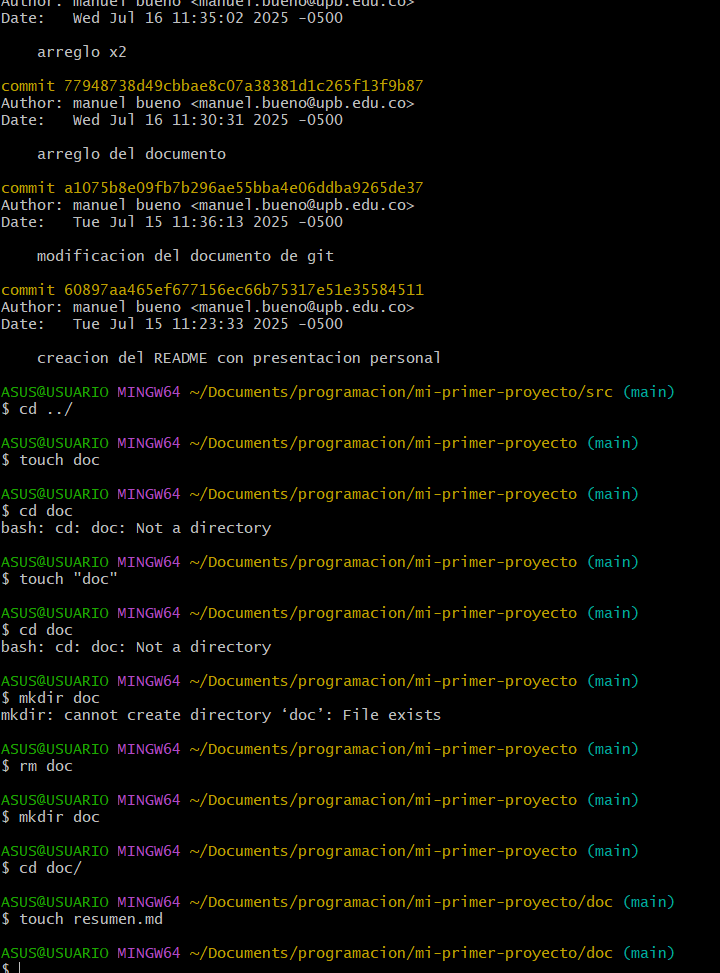 Author: manuel bueno <manuel.bueno@upb.edu.co>
Date:   Wed Jul 16 11:35:02 2025 -0500
    arreglo x2
commit 77948738d49cbbae8c07a38381d1c265f13f9b87
Author: manuel bueno <manuel.bueno@upb.edu.co>
Date:   Wed Jul 16 11:30:31 2025 -0500
    arreglo del documento
commit a1075b8e09fb7b296ae55bba4e06ddba9265de37
Author: manuel bueno <manuel.bueno@upb.edu.co>
Date:   Tue Jul 15 11:36:13 2025 -0500
    modificacion del documento de git
commit 60897aa465ef677156ec66b75317e51e35584511
Author: manuel bueno <manuel.bueno@upb.edu.co>
Date:   Tue Jul 15 11:23:33 2025 -0500
    creacion del README con presentacion personal
ASUS@USUARIO MINGW64 ~/Documents/programacion/mi-primer-proyecto/src (main)
$ cd ../
ASUS@USUARIO MINGW64 ~/Documents/programacion/mi-primer-proyecto (main)
$ touch doc
ASUS@USUARIO MINGW64 ~/Documents/programacion/mi-primer-proyecto (main)
$ cd doc
bash: cd: doc: Not a directory
ASUS@USUARIO MINGW64 ~/Documents/programacion/mi-primer-proyecto (main)
$ touch "doc"
ASUS@USUARIO MINGW64 ~/Documents/programacion/mi-primer-proyecto (main)
$ cd doc
bash: cd: doc: Not a directory
ASUS@USUARIO MINGW64 ~/Documents/programacion/mi-primer-proyecto (main)
$ mkdir doc
mkdir: cannot create directory ‘doc’: File exists
ASUS@USUARIO MINGW64 ~/Documents/programacion/mi-primer-proyecto (main)
$ rm doc
ASUS@USUARIO MINGW64 ~/Documents/programacion/mi-primer-proyecto (main)
$ mkdir doc
ASUS@USUARIO MINGW64 ~/Documents/programacion/mi-primer-proyecto (main)
$ cd doc/
ASUS@USUARIO MINGW64 ~/Documents/programacion/mi-primer-proyecto/doc (main)
$ touch resumen.md
ASUS@USUARIO MINGW64 ~/Documents/programacion/mi-primer-proyecto/doc (main)
$